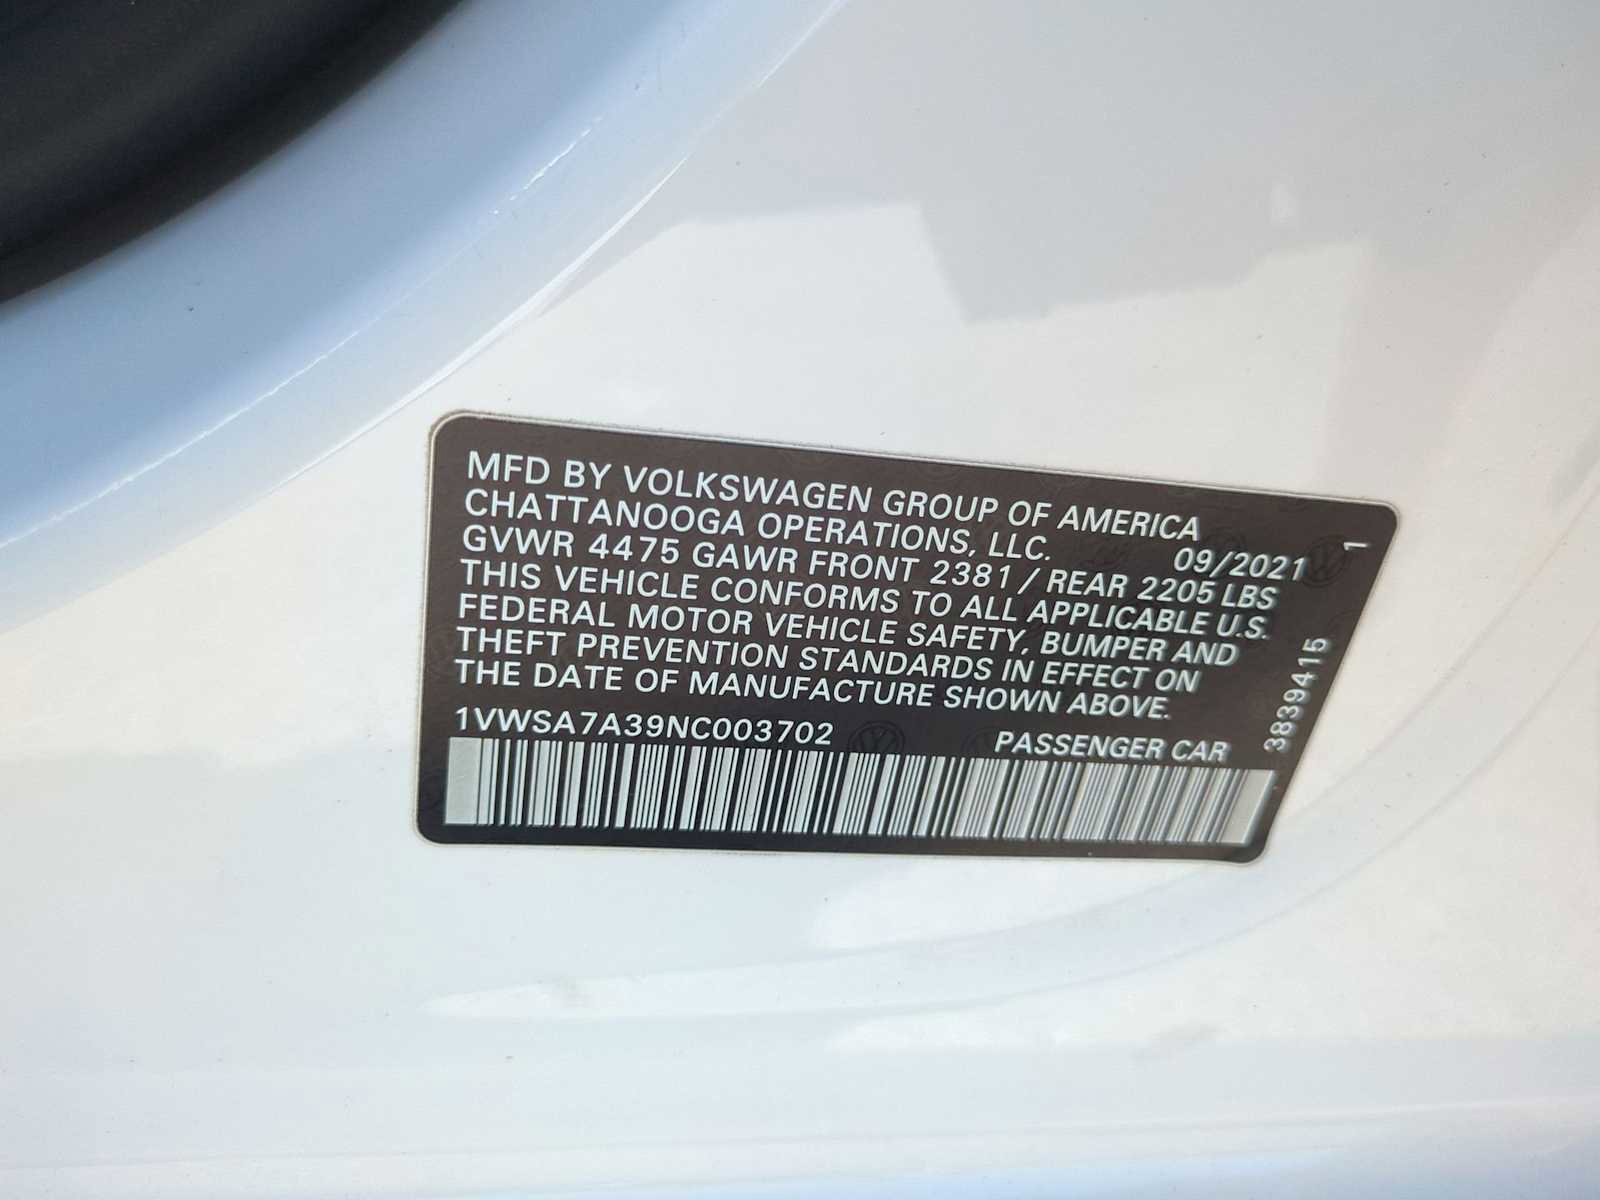 MFD BY VOLKSWAGEN GROUP OF AMERICA
CHATTANOOGA OPERATIONS, LLC. 09/2021 1
GVWR 4475 GAWR FRONT 2381 / REAR 2205 LBS
THIS VEHICLE CONFORMS TO ALL APPLICABLE U.S.
FEDERAL MOTOR VEHICLE SAFETY, BUMPER AND
THEFT PREVENTION STANDARDS IN EFFECT ON
THE DATE OF MANUFACTURE SHOWN ABOVE.
1VWSA7A39NC003702 PASSENGER CAR
3839415